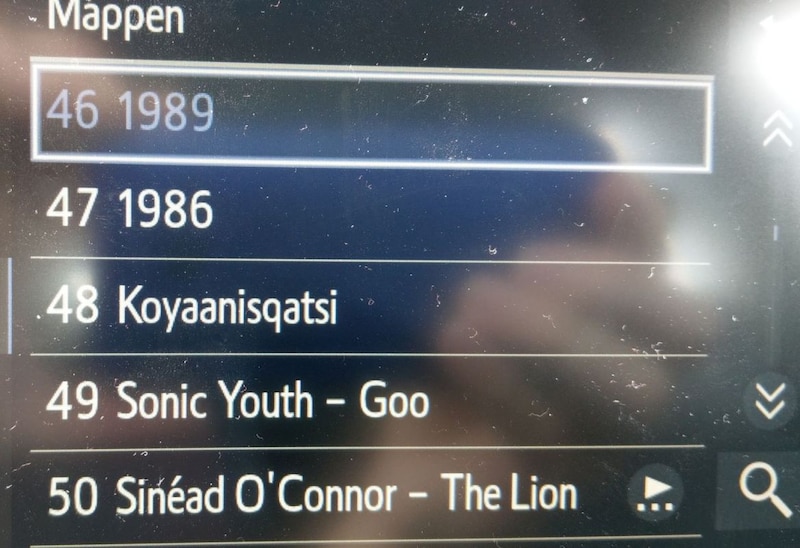 Mappen
46 1989
47 1986
48 Koyaanisqatsi
49 Sonic Youth – Goo
50 Sinéad O'Connor – The Lion